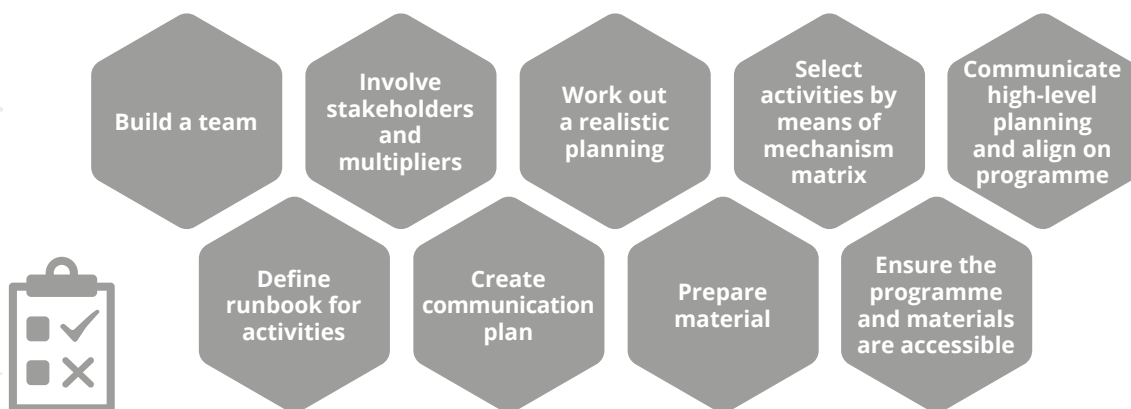 Build a team
Involve
stakeholders
and
multipliers
Work out
a realistic
planning
Select
activities by
means of
mechanism
matrix
Communicate
high-level
planning
and align on
programme
Define
runbook for
activities
Create
communication
plan
Prepare
material
Ensure the
programme
and materials
are accessible